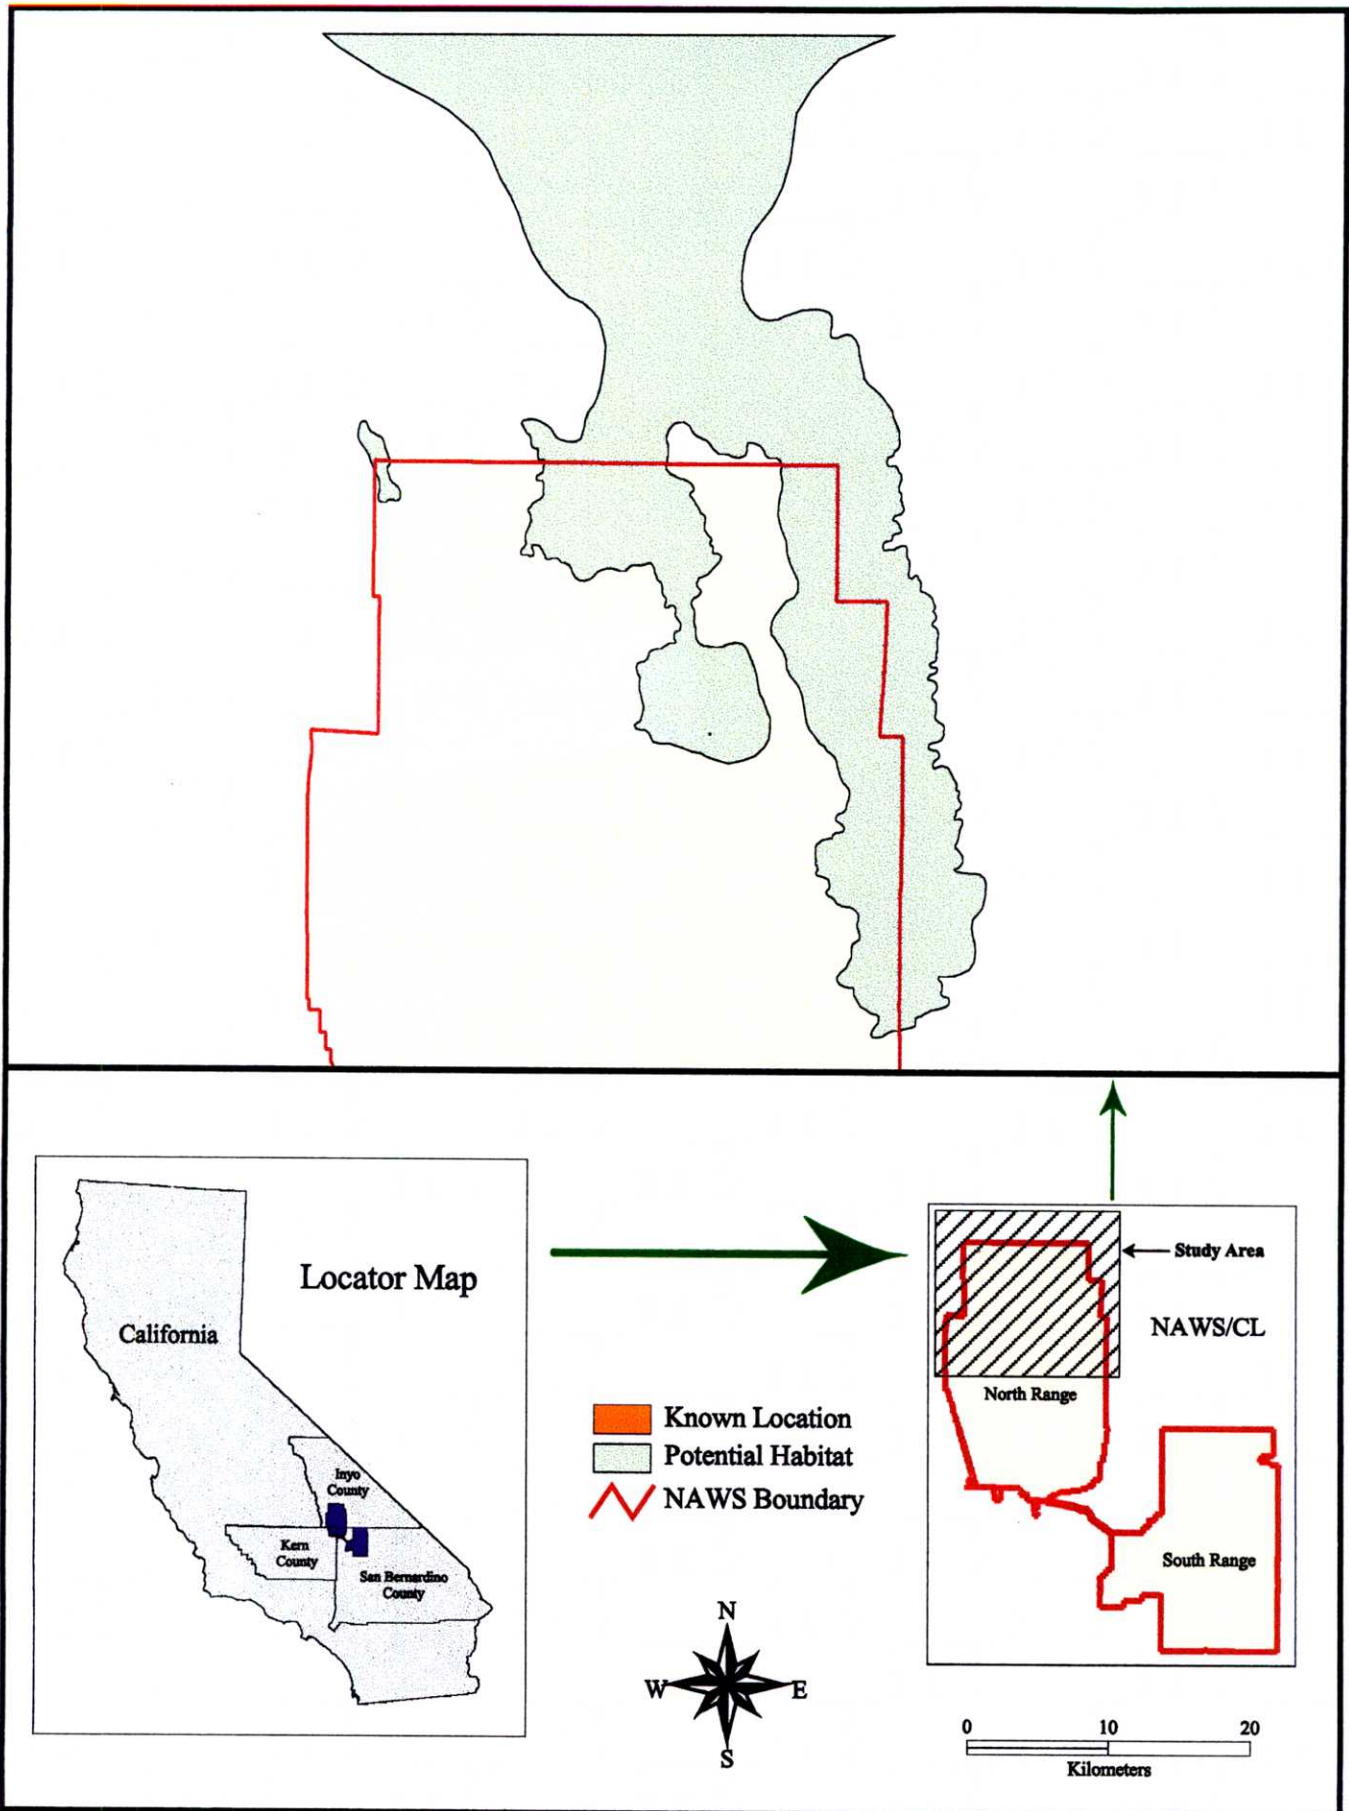 Locator Map
California
Inyo
County
Kern
County
San Bernardino
County
Known Location
Potential Habitat
NAWS Boundary
N
W
E
S
Study Area
NAWS/CL
North Range
South Range
0
10
20
Kilometers